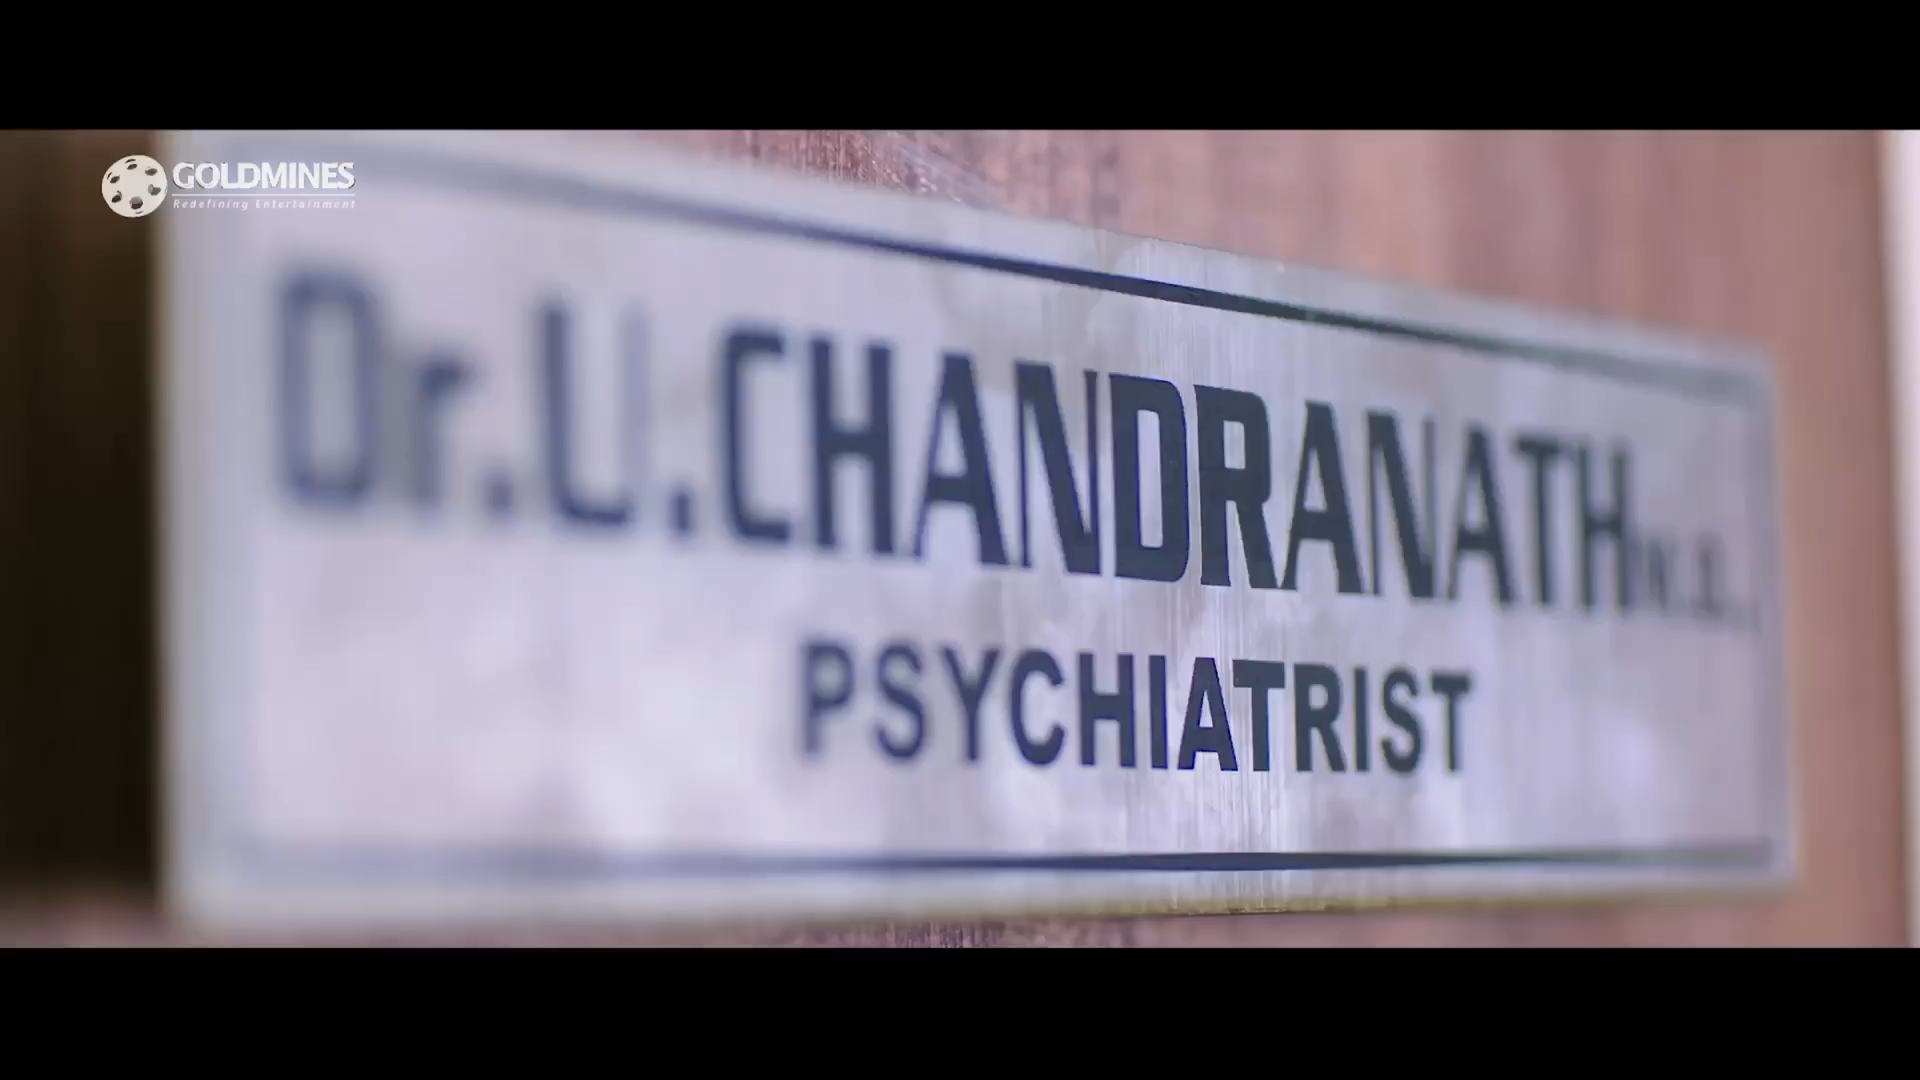 GOLDMINES
Redefining Entertainment
Dr.U.CHANDRANATH
PSYCHIATRIST